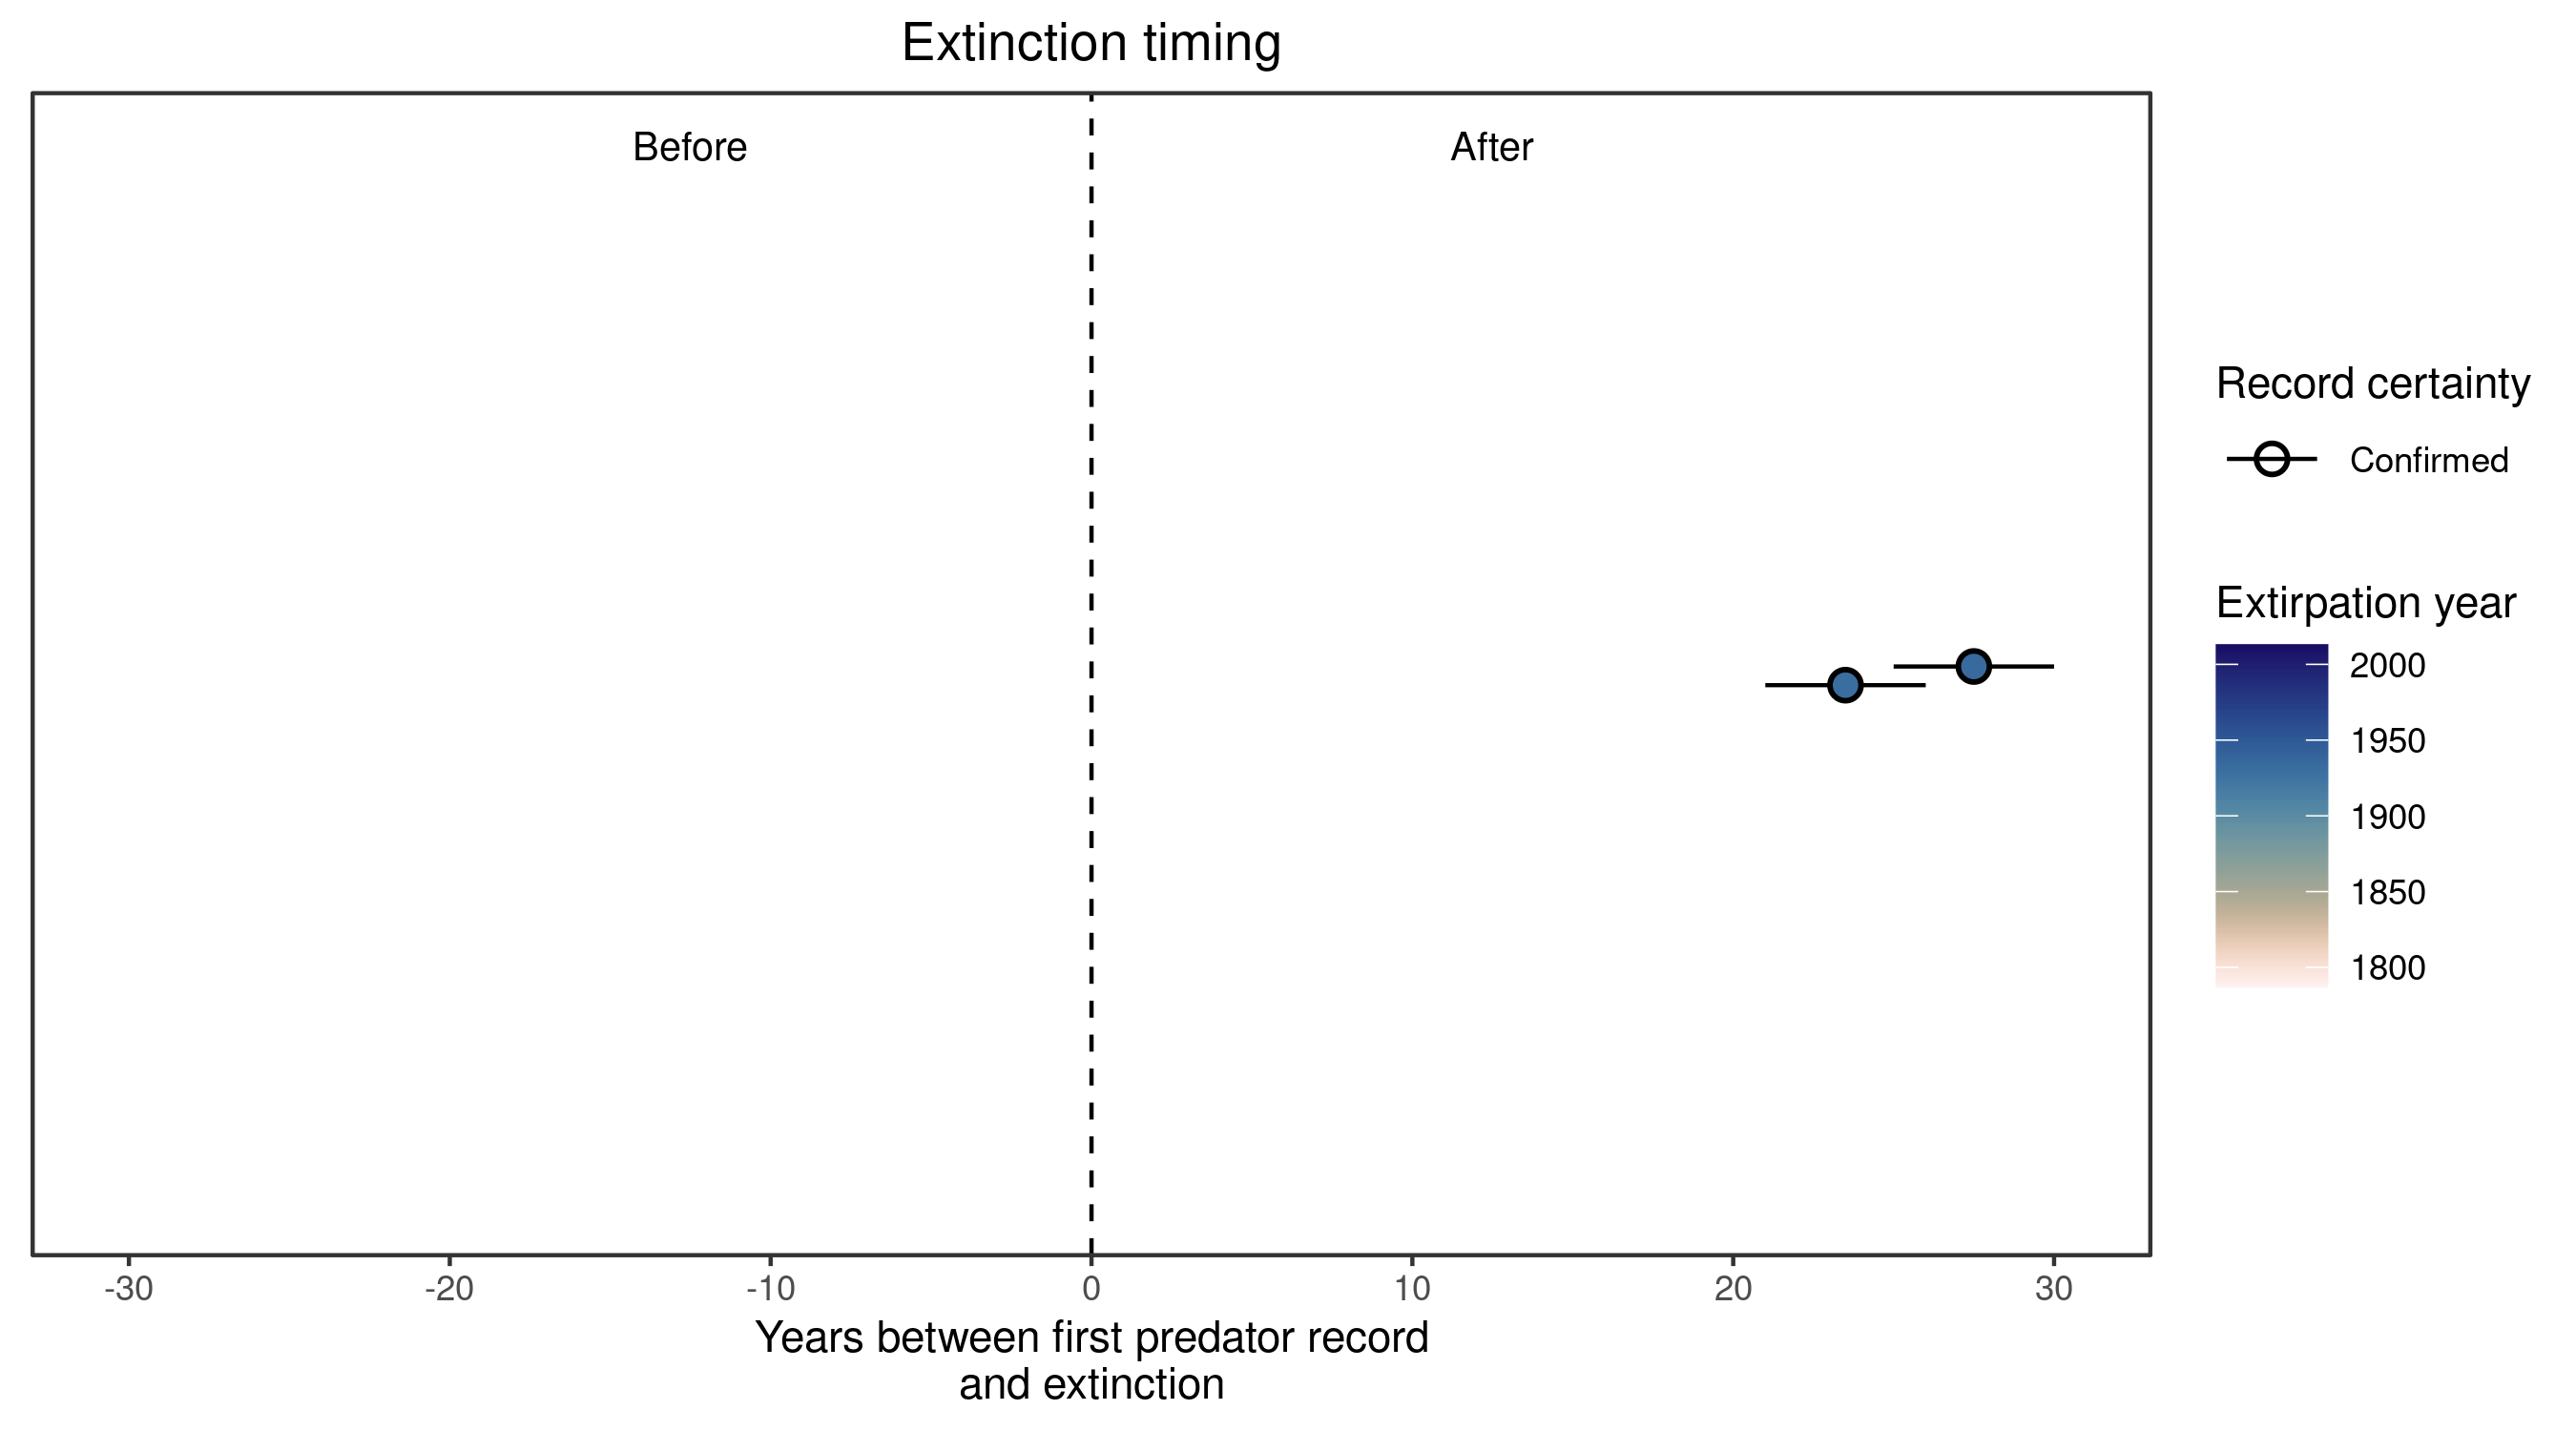 Extinction timing
Before
After
Record certainty
Confirmed
Extirpation year
2000
1950
1900
1850
1800
-30
-20
-10
0
10
20
30
Years between first predator record
and extinction